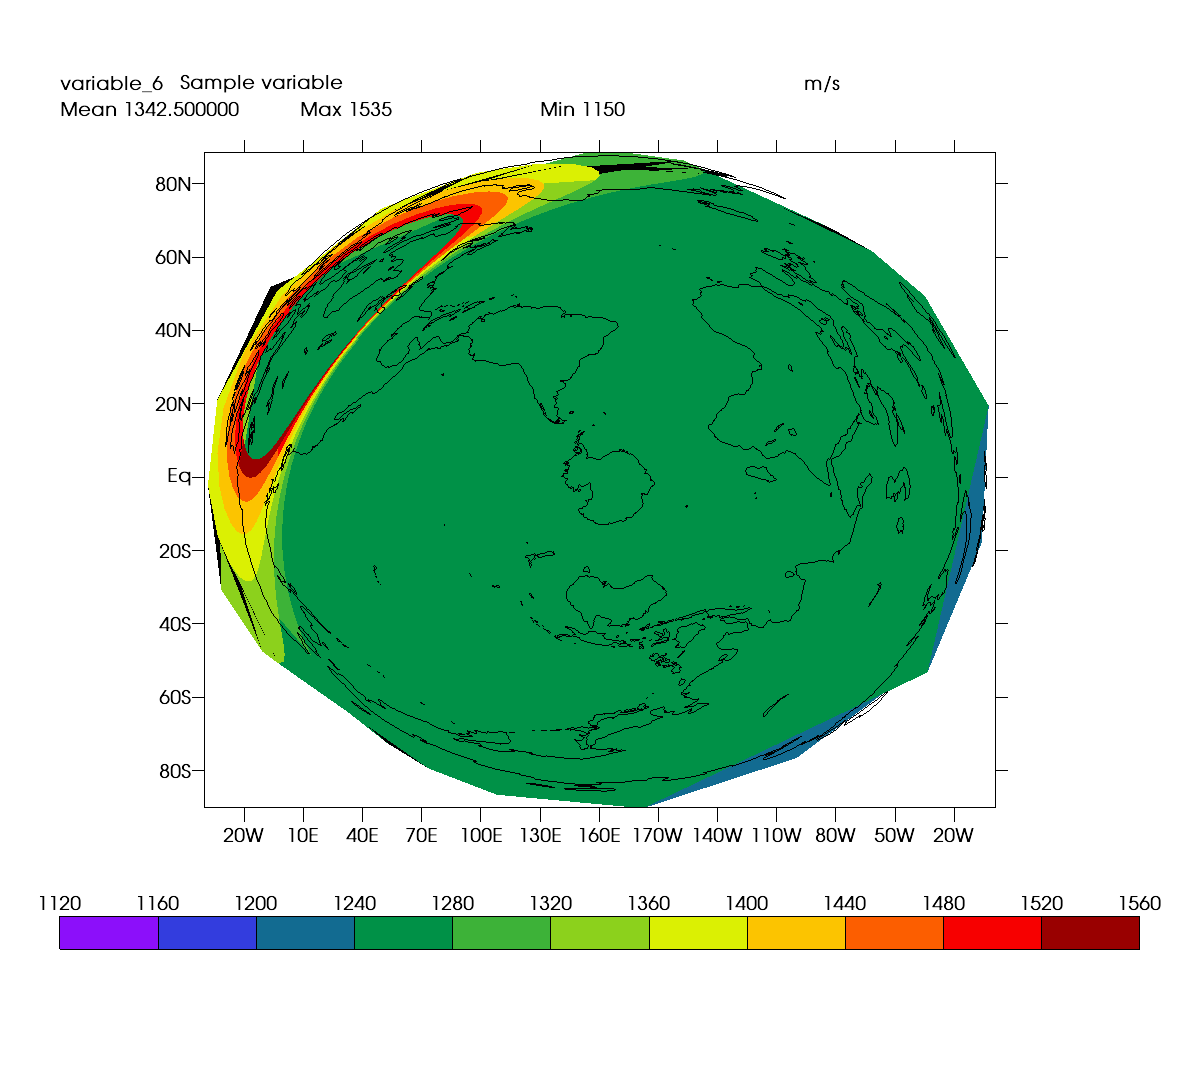 variable_6 Sample variable m/s
Mean 1342.500000 Max 1535 Min 1150
80N
60N
40N
20N
Eq
20S
40S
60S
80S
20W 10E 40E 70E 100E 130E 160E 170W 140W 110W 80W 50W 20W
1120 1160 1200 1240 1280 1320 1360 1400 1440 1480 1520 1560